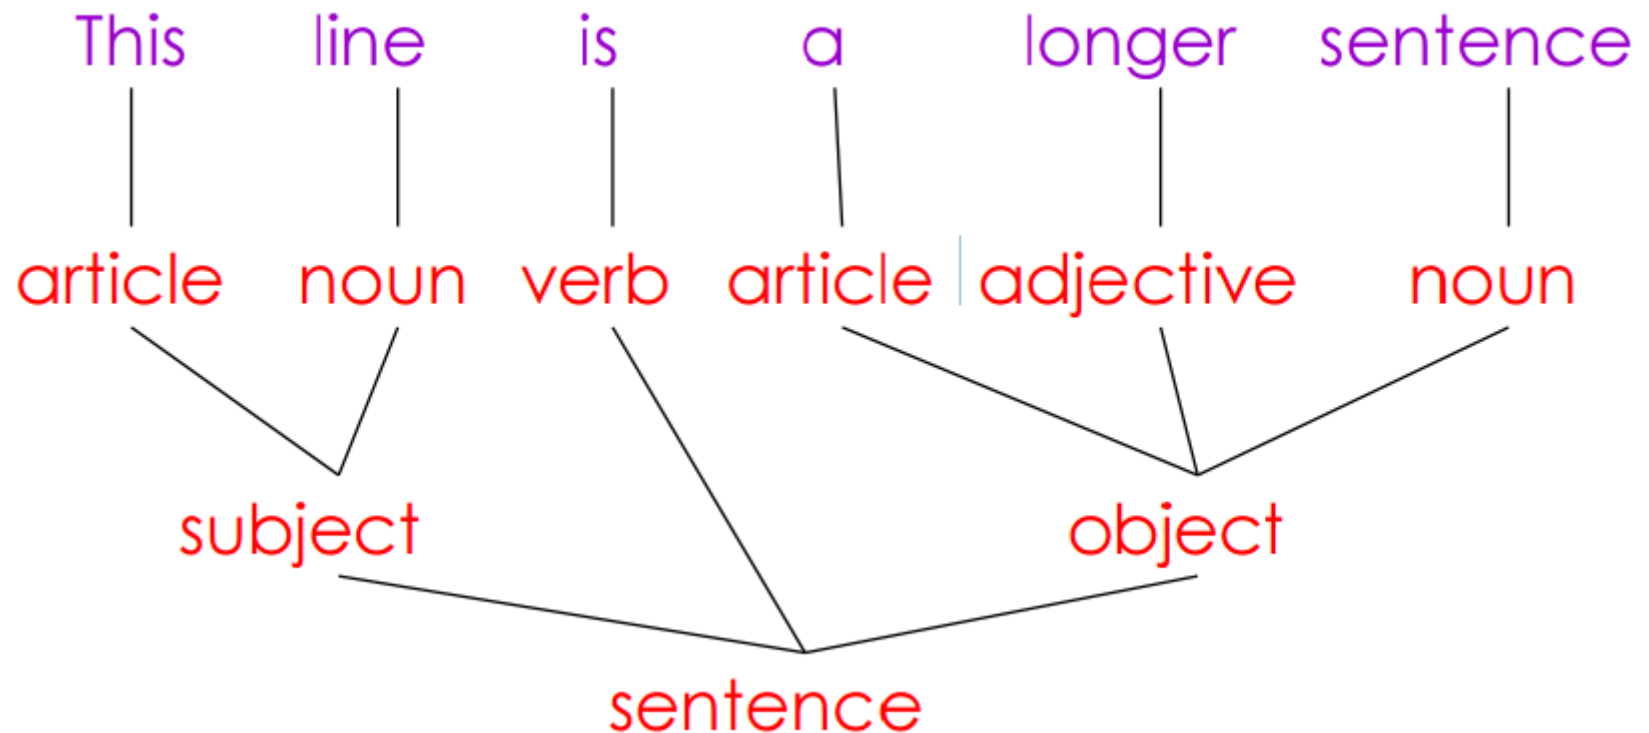 This line is a longer sentence
article noun verb article adjective noun
subject object
sentence